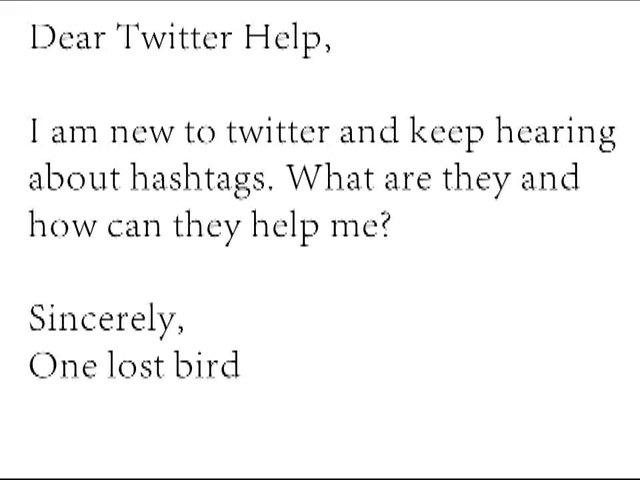 Dear Twitter Help,
I am new to twitter and keep hearing
about hashtags. What are they and
how can they help me?
Sincerely,
One lost bird